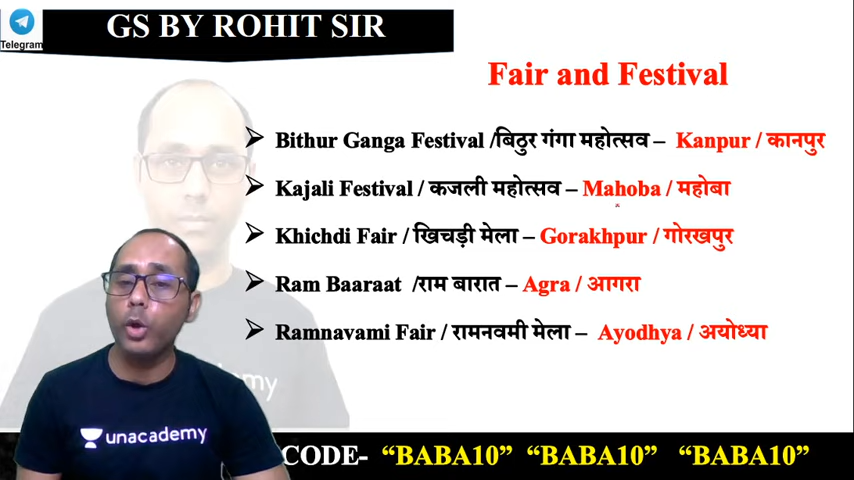 GS BY ROHIT SIR
Telegram
Fair and Festival
Bithur Ganga Festival /बिठुर गंगा महोत्सव – Kanpur / कानपुर
Kajali Festival / कजली महोत्सव – Mahoba / महोबा
Khichdi Fair / खिचड़ी मेला – Gorakhpur / गोरखपुर
Ram Baaraat /राम बारात – Agra / आगरा
Ramnavami Fair / रामनवमी मेला – Ayodhya / अयोध्या
unacademy
CODE- “BABA10” “BABA10” “BABA10”